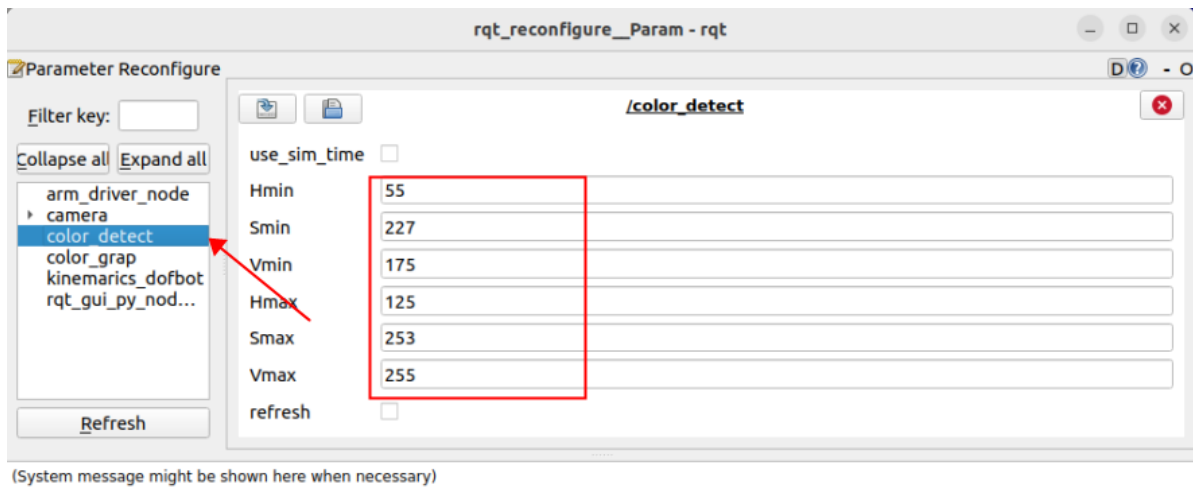 rqt_reconfigure__Param - rqt
Parameter Reconfigure
D - O
Filter key:
Collapse all Expand all
arm_driver_node
camera
color_detect
color_grap
kinemarics_dofbot
rqt_gui_py_nod...
Refresh
/color_detect
use_sim_time
Hmin 55
Smin 227
Vmin 175
Hmax 125
Smax 253
Vmax 255
refresh
(System message might be shown here when necessary)